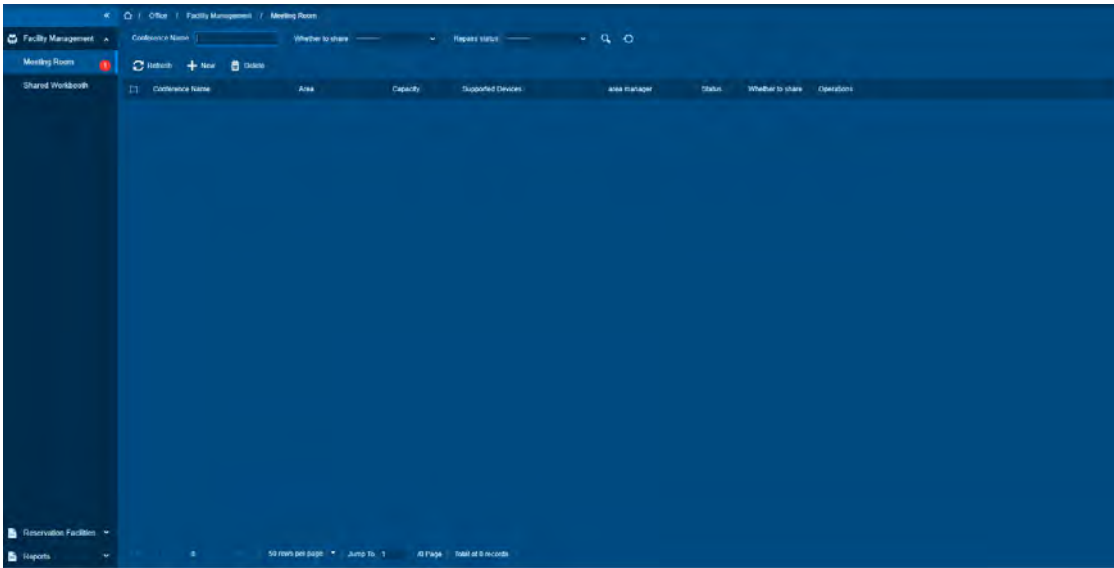 Office / Facility Management / Meeting Room
Facility Management
Conference Name
Whether to share
Repairs status
Meeting Room
1
Refresh
New
Delete
Shared Workbooth
Conference Name
Area
Capacity
Supported Devices
area manager
Status
Whether to share
Operations
Reservation Facilities
Reports
0
50 rows per page
Jump To 1
/0 Page
Total of 0 records